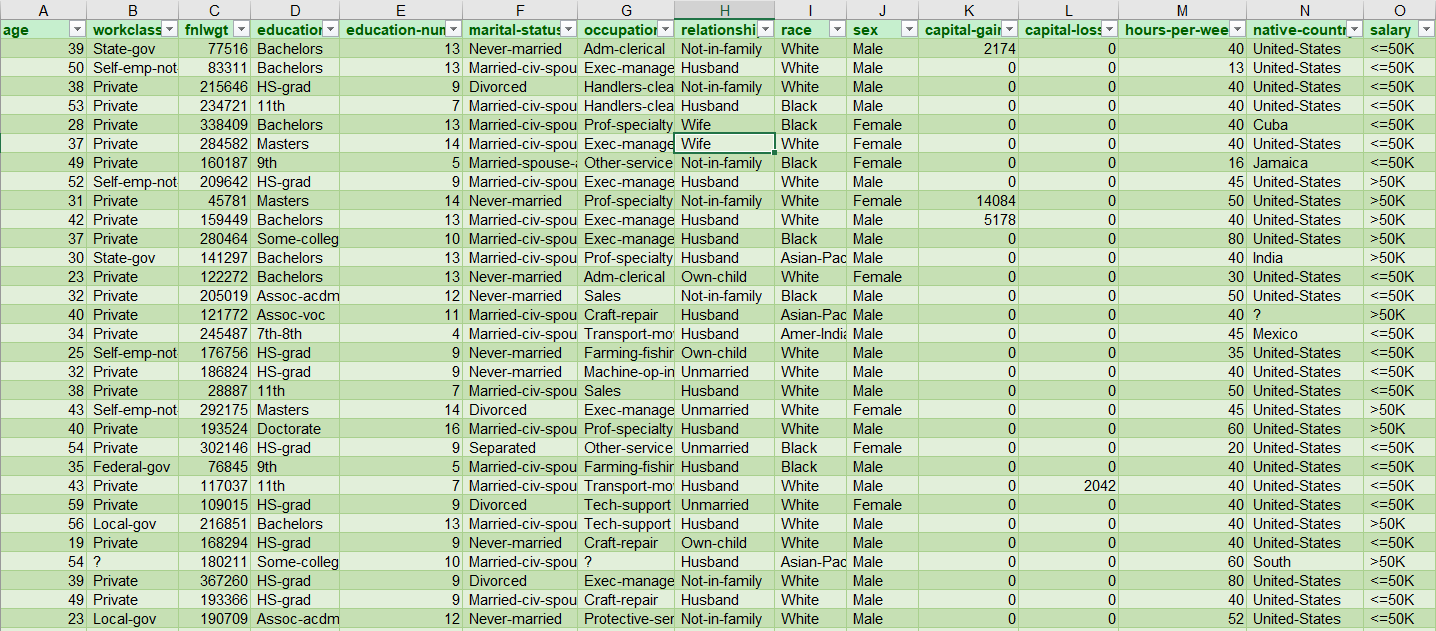 A B C D E F G H I J K L M N O
age workclass fnlwgt education education-num marital-status occupation relationshi race sex capital-gain capital-loss hours-per-wee native-country salary
39 State-gov 77516 Bachelors 13 Never-married Adm-clerical Not-in-family White Male 2174 0 40 United-States <=50K
50 Self-emp-not 83311 Bachelors 13 Married-civ-spou Exec-manage Husband White Male 0 0 13 United-States <=50K
38 Private 215646 HS-grad 9 Divorced Handlers-clea Not-in-family White Male 0 0 40 United-States <=50K
53 Private 234721 11th 7 Married-civ-spou Handlers-clea Husband Black Male 0 0 40 United-States <=50K
28 Private 338409 Bachelors 13 Married-civ-spou Prof-specialty Wife Black Female 0 0 40 Cuba <=50K
37 Private 284582 Masters 14 Married-civ-spou Exec-manage Wife White Female 0 0 40 United-States <=50K
49 Private 160187 9th 5 Married-spouse-a Other-service Not-in-family Black Female 0 0 16 Jamaica <=50K
52 Self-emp-not 209642 HS-grad 9 Married-civ-spou Exec-manage Husband White Male 0 0 45 United-States >50K
31 Private 45781 Masters 14 Never-married Prof-specialty Not-in-family White Female 14084 0 50 United-States >50K
42 Private 159449 Bachelors 13 Married-civ-spou Exec-manage Husband White Male 5178 0 40 United-States >50K
37 Private 280464 Some-colleg 10 Married-civ-spou Exec-manage Husband Black Male 0 0 80 United-States >50K
30 State-gov 141297 Bachelors 13 Married-civ-spou Prof-specialty Husband Asian-Pac Male 0 0 40 India >50K
23 Private 122272 Bachelors 13 Never-married Adm-clerical Own-child White Female 0 0 30 United-States <=50K
32 Private 205019 Assoc-acdm 12 Never-married Sales Not-in-family Black Male 0 0 50 United-States <=50K
40 Private 121772 Assoc-voc 11 Married-civ-spou Craft-repair Husband Asian-Pac Male 0 0 40 ? >50K
34 Private 245487 7th-8th 4 Married-civ-spou Transport-mo Husband Amer-India Male 0 0 45 Mexico <=50K
25 Self-emp-not 176756 HS-grad 9 Never-married Farming-fishin Own-child White Male 0 0 35 United-States <=50K
32 Private 186824 HS-grad 9 Never-married Machine-op-in Unmarried White Male 0 0 40 United-States <=50K
38 Private 28887 11th 7 Married-civ-spou Sales Husband White Male 0 0 50 United-States <=50K
43 Self-emp-not 292175 Masters 14 Divorced Exec-manage Unmarried White Female 0 0 45 United-States >50K
40 Private 193524 Doctorate 16 Married-civ-spou Prof-specialty Husband White Male 0 0 60 United-States >50K
54 Private 302146 HS-grad 9 Separated Other-service Unmarried Black Female 0 0 20 United-States <=50K
35 Federal-gov 76845 9th 5 Married-civ-spou Farming-fishin Husband Black Male 0 0 40 United-States <=50K
43 Private 117037 11th 7 Married-civ-spou Transport-mo Husband White Male 0 2042 40 United-States <=50K
59 Private 109015 HS-grad 9 Divorced Tech-support Unmarried White Female 0 0 40 United-States <=50K
56 Local-gov 216851 Bachelors 13 Married-civ-spou Tech-support Husband White Male 0 0 40 United-States >50K
19 Private 168294 HS-grad 9 Never-married Craft-repair Own-child White Male 0 0 40 United-States <=50K
54 ? 180211 Some-colleg 10 Married-civ-spou ? Husband Asian-Pac Male 0 0 60 South >50K
39 Private 367260 HS-grad 9 Divorced Exec-manage Not-in-family White Male 0 0 80 United-States <=50K
49 Private 193366 HS-grad 9 Married-civ-spou Craft-repair Husband White Male 0 0 40 United-States <=50K
23 Local-gov 190709 Assoc-acdm 12 Never-married Protective-ser Not-in-family White Male 0 0 52 United-States <=50K